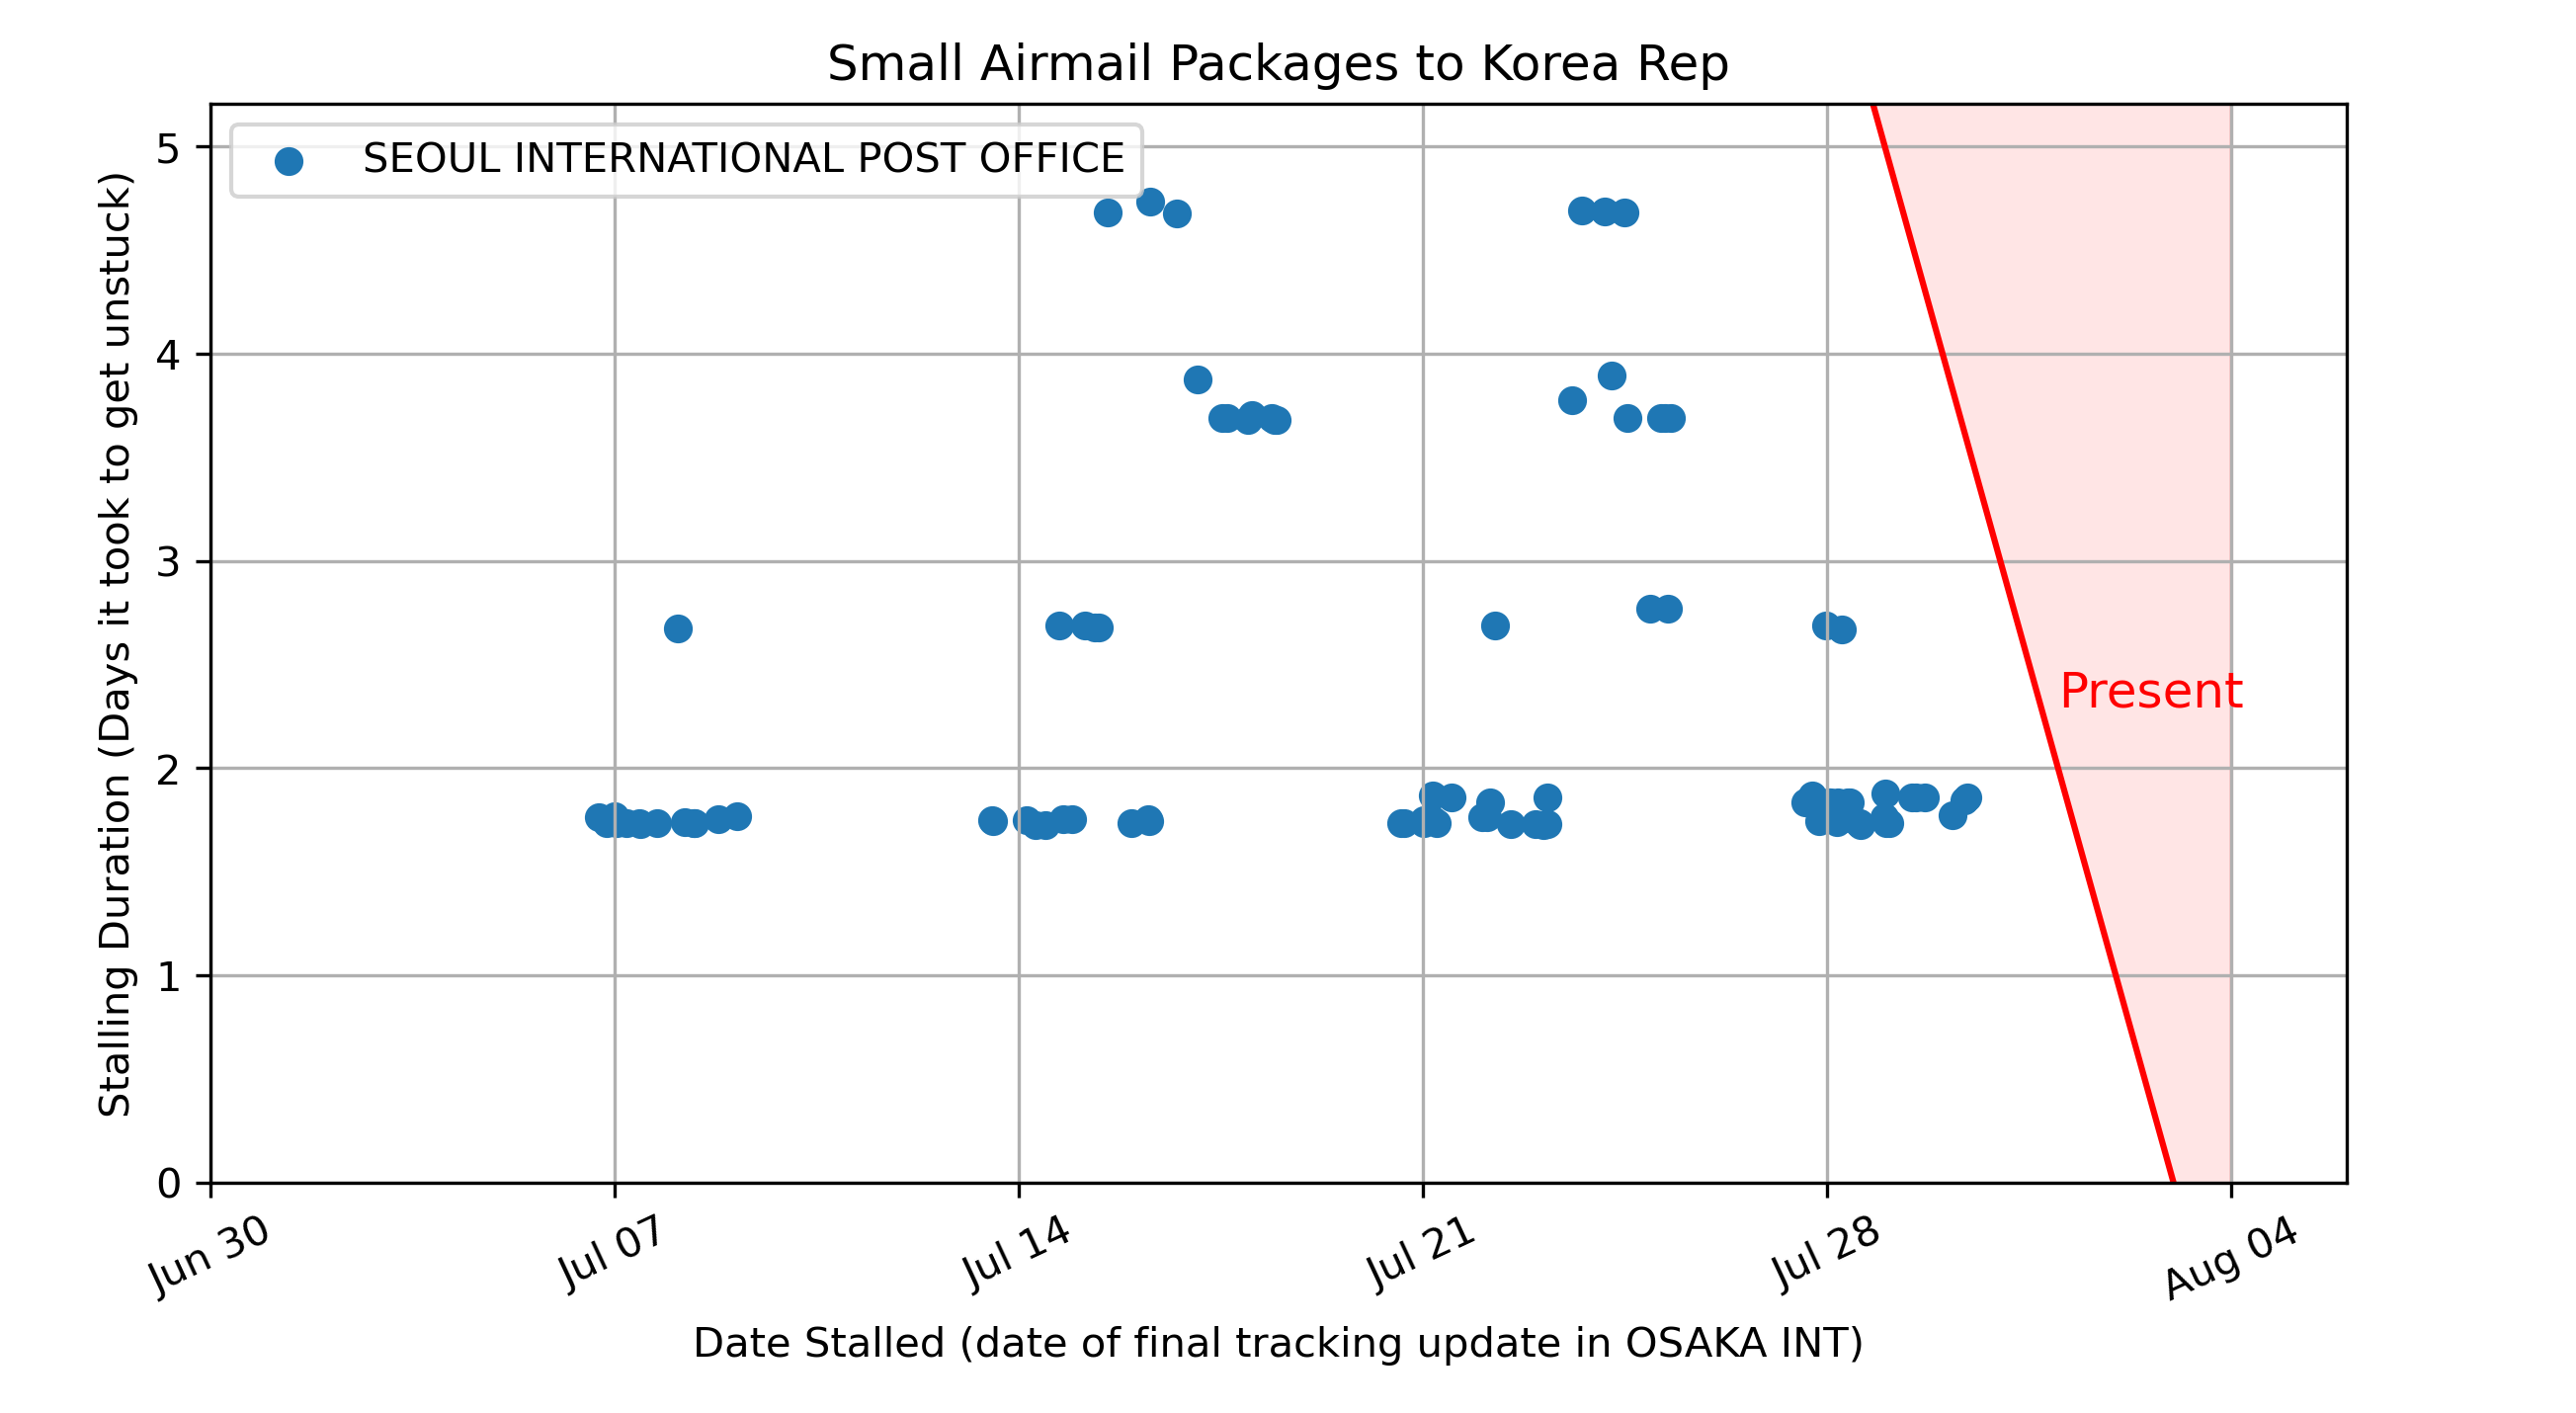 Small Airmail Packages to Korea Rep
SEOUL INTERNATIONAL POST OFFICE
Stalling Duration (Days it took to get unstuck)
5
4
3
2
1
0
Present
Jun 30
Jul 07
Jul 14
Jul 21
Jul 28
Aug 04
Date Stalled (date of final tracking update in OSAKA INT)